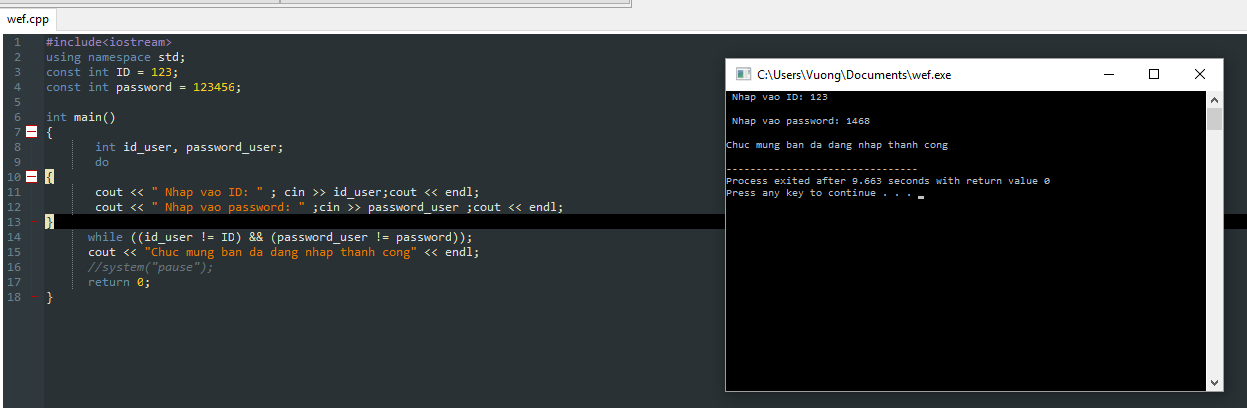 wef.cpp
1 #include<iostream>
2 using namespace std;
3 const int ID = 123;
4 const int password = 123456;
5
6 int main()
7 {
8 int id_user, password_user;
9 do
10 {
11 cout << " Nhap vao ID: " ; cin >> id_user;cout << endl;
12 cout << " Nhap vao password: " ;cin >> password_user ;cout << endl;
13 }
14 while ((id_user != ID) && (password_user != password));
15 cout << "Chuc mung ban da dang nhap thanh cong" << endl;
16 //system("pause");
17 return 0;
18 }
C:\Users\Vuong\Documents\wef.exe
Nhap vao ID: 123
Nhap vao password: 1468
Chuc mung ban da dang nhap thanh cong
--------------------------------
Process exited after 9.663 seconds with return value 0
Press any key to continue . . .